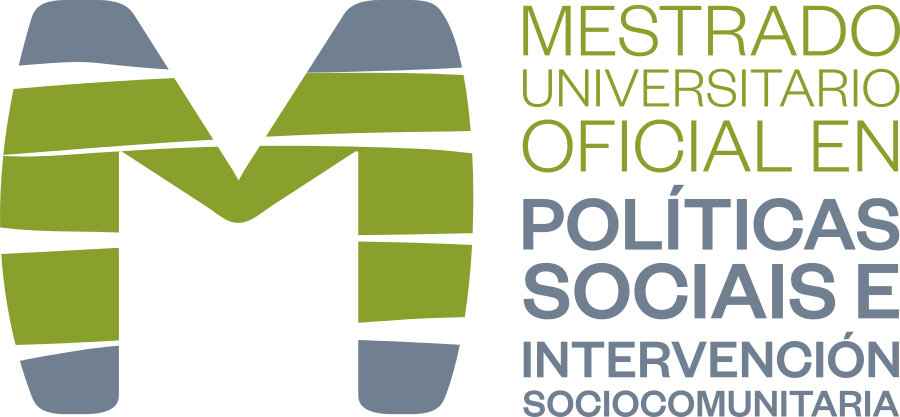 MESTRADO
UNIVERSITARIO
OFICIAL EN
POLÍTICAS
SOCIAIS E
INTERVENCIÓN
SOCIOCOMUNITARIA